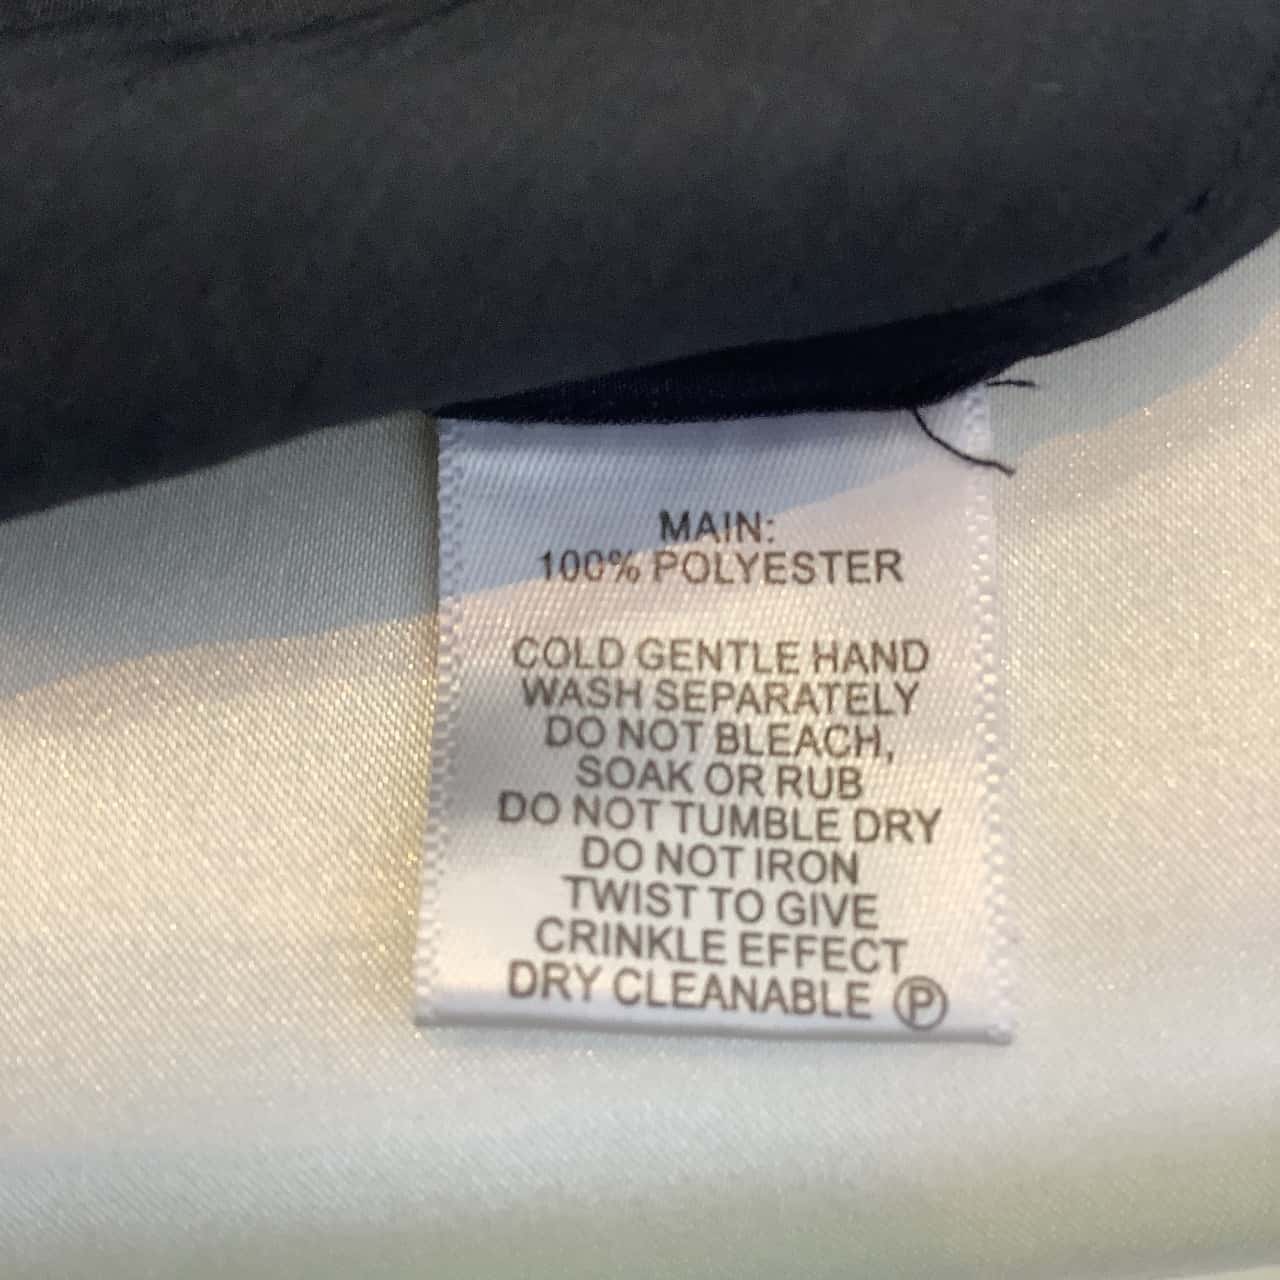 MAIN:
100% POLYESTER
COLD GENTLE HAND
WASH SEPARATELY
DO NOT BLEACH,
SOAK OR RUB
DO NOT TUMBLE DRY
DO NOT IRON
TWIST TO GIVE
CRINKLE EFFECT
DRY CLEANABLE Ⓟ